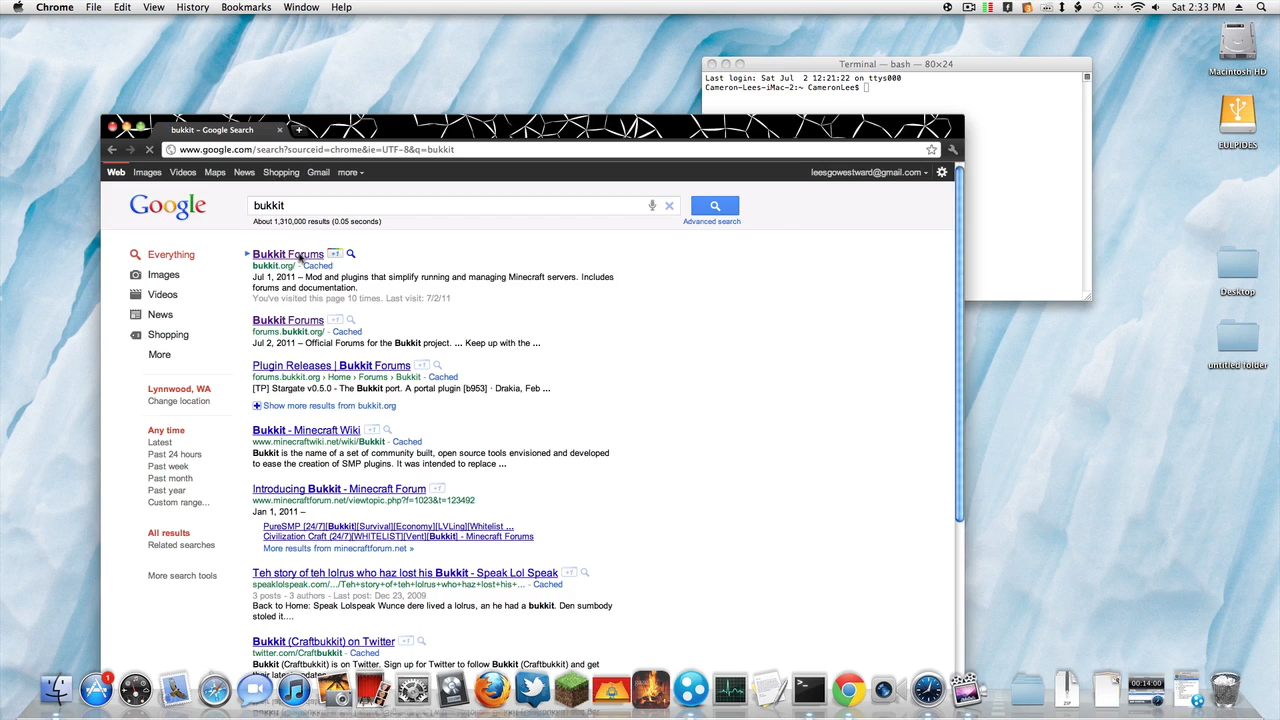 Chrome File Edit View History Bookmarks Window Help
Sat 2:33 PM
Terminal — bash — 80×24
Last login: Sat Jul  2 12:21:22 on ttys000
Cameron-Lees-iMac-2:~ CameronLee$
Macintosh HD
EULPIDES
Desktop
untitled folder
bukkit – Google Search
www.google.com/search?sourceid=chrome&ie=UTF-8&q=bukkit
Web Images Videos Maps News Shopping Gmail more
leesgowestward@gmail.com
Google
bukkit
About 1,310,000 results (0.05 seconds)
Advanced search
Everything
Images
Videos
News
Shopping
More
Lynnwood, WA
Change location
Any time
Latest
Past 24 hours
Past week
Past month
Past year
Custom range...
All results
Related searches
More search tools
Bukkit Forums +1
bukkit.org/ - Cached
Jul 1, 2011 – Mod and plugins that simplify running and managing Minecraft servers. Includes
forums and documentation.
You've visited this page 10 times. Last visit: 7/2/11
Bukkit Forums +1
forums.bukkit.org/ - Cached
Jul 2, 2011 – Official Forums for the Bukkit project. ... Keep up with the ...
Plugin Releases | Bukkit Forums +1
forums.bukkit.org › Home › Forums › Bukkit - Cached
[TP] Stargate v0.5.0 - The Bukkit port. A portal plugin [b953] · Drakia, Feb ...
Show more results from bukkit.org
Bukkit - Minecraft Wiki +1
www.minecraftwiki.net/wiki/Bukkit - Cached
Bukkit is the name of a set of community built, open source tools envisioned and developed
to ease the creation of SMP plugins. It was intended to replace ...
Introducing Bukkit - Minecraft Forum +1
www.minecraftforum.net/viewtopic.php?f=1023&t=123492
Jan 1, 2011 –
PureSMP [24/7][Bukkit][Survival][Economy][LVLing][Whitelist ...
Civilization Craft (24/7)[WHITELIST][Vent][Bukkit] - Minecraft Forums
More results from minecraftforum.net »
Teh story of teh lolrus who haz lost his Bukkit - Speak Lol Speak +1
speaklolspeak.com/.../Teh+story+of+teh+lolrus+who+haz+lost+his+... - Cached
3 posts - 3 authors - Last post: Dec 23, 2009
Back to Home: Speak Lolspeak Wunce dere lived a lolrus, an he had a bukkit. Den sumbody
stoled it....
Bukkit (Craftbukkit) on Twitter +1
twitter.com/Craftbukkit - Cached
Bukkit (Craftbukkit) is on Twitter. Sign up for Twitter to follow Bukkit (Craftbukkit) and get
1
ZIP
00:14:00